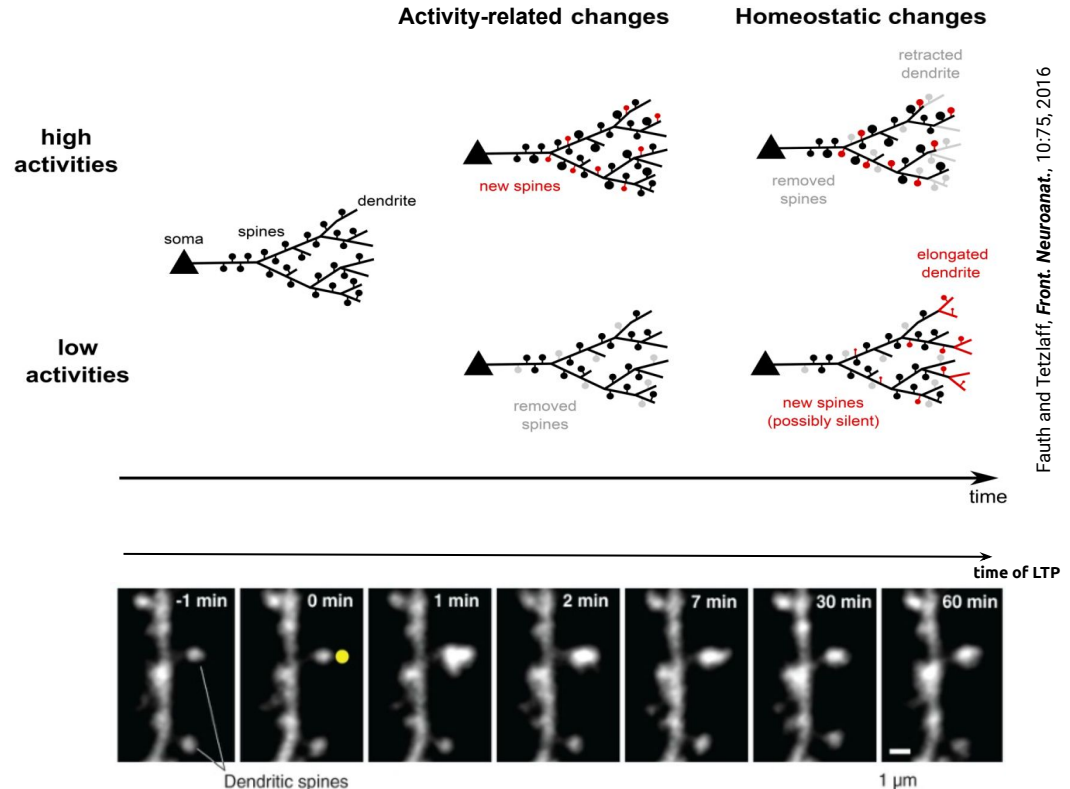 Activity-related changes
Homeostatic changes
retracted
dendrite
high
activities
new spines
removed
spines
dendrite
spines
soma
elongated
dendrite
low
activities
removed
spines
new spines
(possibly silent)
time
Fauth and Tetzlaff, Front. Neuroanat., 10:75, 2016
time of LTP
-1 min
0 min
1 min
2 min
7 min
30 min
60 min
Dendritic spines
1 µm